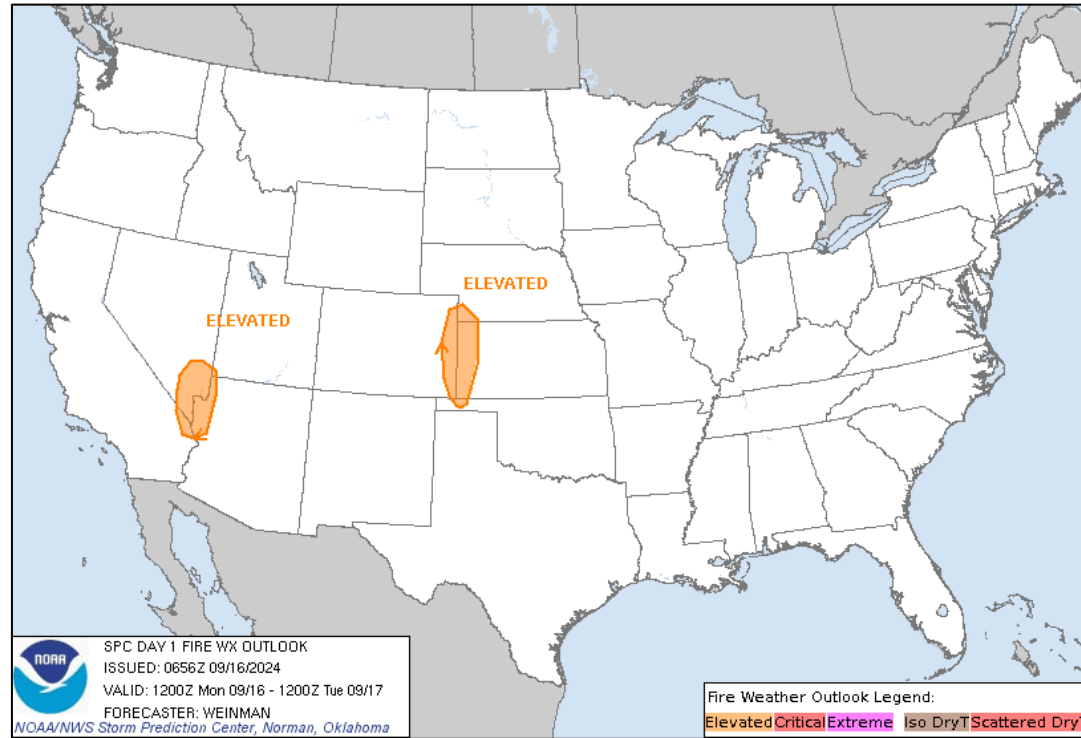 ELEVATED
ELEVATED
NOAA
SPC DAY 1 FIRE WX OUTLOOK
ISSUED: 0656Z 09/16/2024
VALID: 1200Z Mon 09/16 - 1200Z Tue 09/17
FORECASTER: WEINMAN
NOAA/NWS Storm Prediction Center, Norman, Oklahoma
Fire Weather Outlook Legend:
Elevated Critical Extreme Iso DryT Scattered DryT